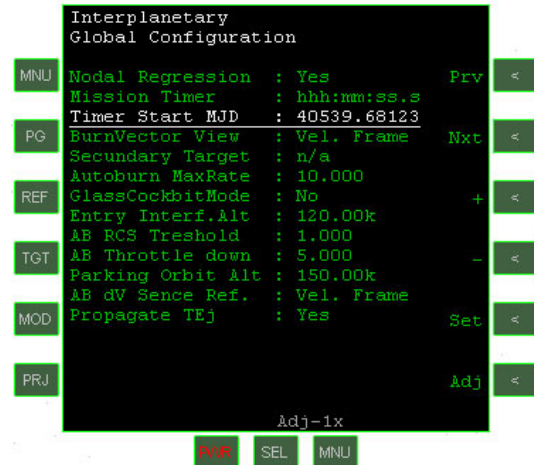 Interplanetary
Global Configuration
MNU Nodal Regression : Yes Prv <
Mission Timer : hhh:mm:ss.s
Timer Start MJD : 40539.68123
PG BurnVector View : Vel. Frame Nxt <
Secundary Target : n/a
Autoburn MaxRate : 10.000
REF GlassCockbitMode : No + <
Entry Interf.Alt : 120.00k
AB RCS Treshold : 1.000
TGT AB Throttle down : 5.000 - <
Parking Orbit Alt : 150.00k
AB dV Sence Ref. : Vel. Frame
MOD Propagate TEj : Yes Set <
PRJ Adj <
Adj-1x
PWR SEL MNU